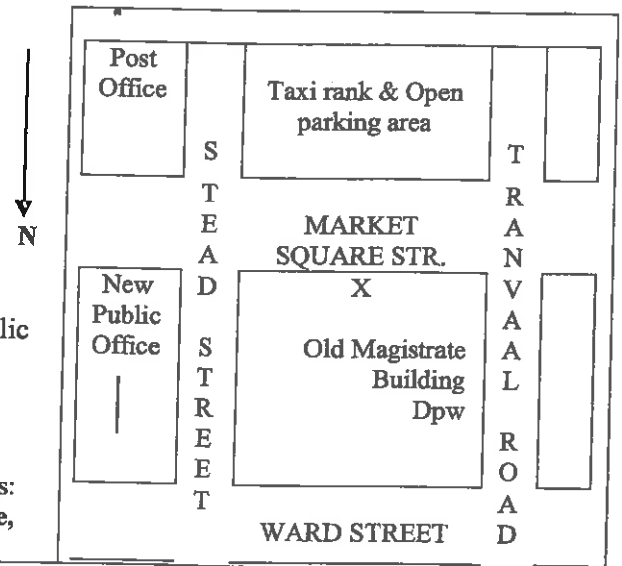 Post
Office
Taxi rank & Open
parking area
STEAD STREET
TRANVAAL ROAD
N
MARKET
SQUARE STR.
X
New
Public
Office
lic
Old Magistrate
Building
Dpw
s:
e,
WARD STREET